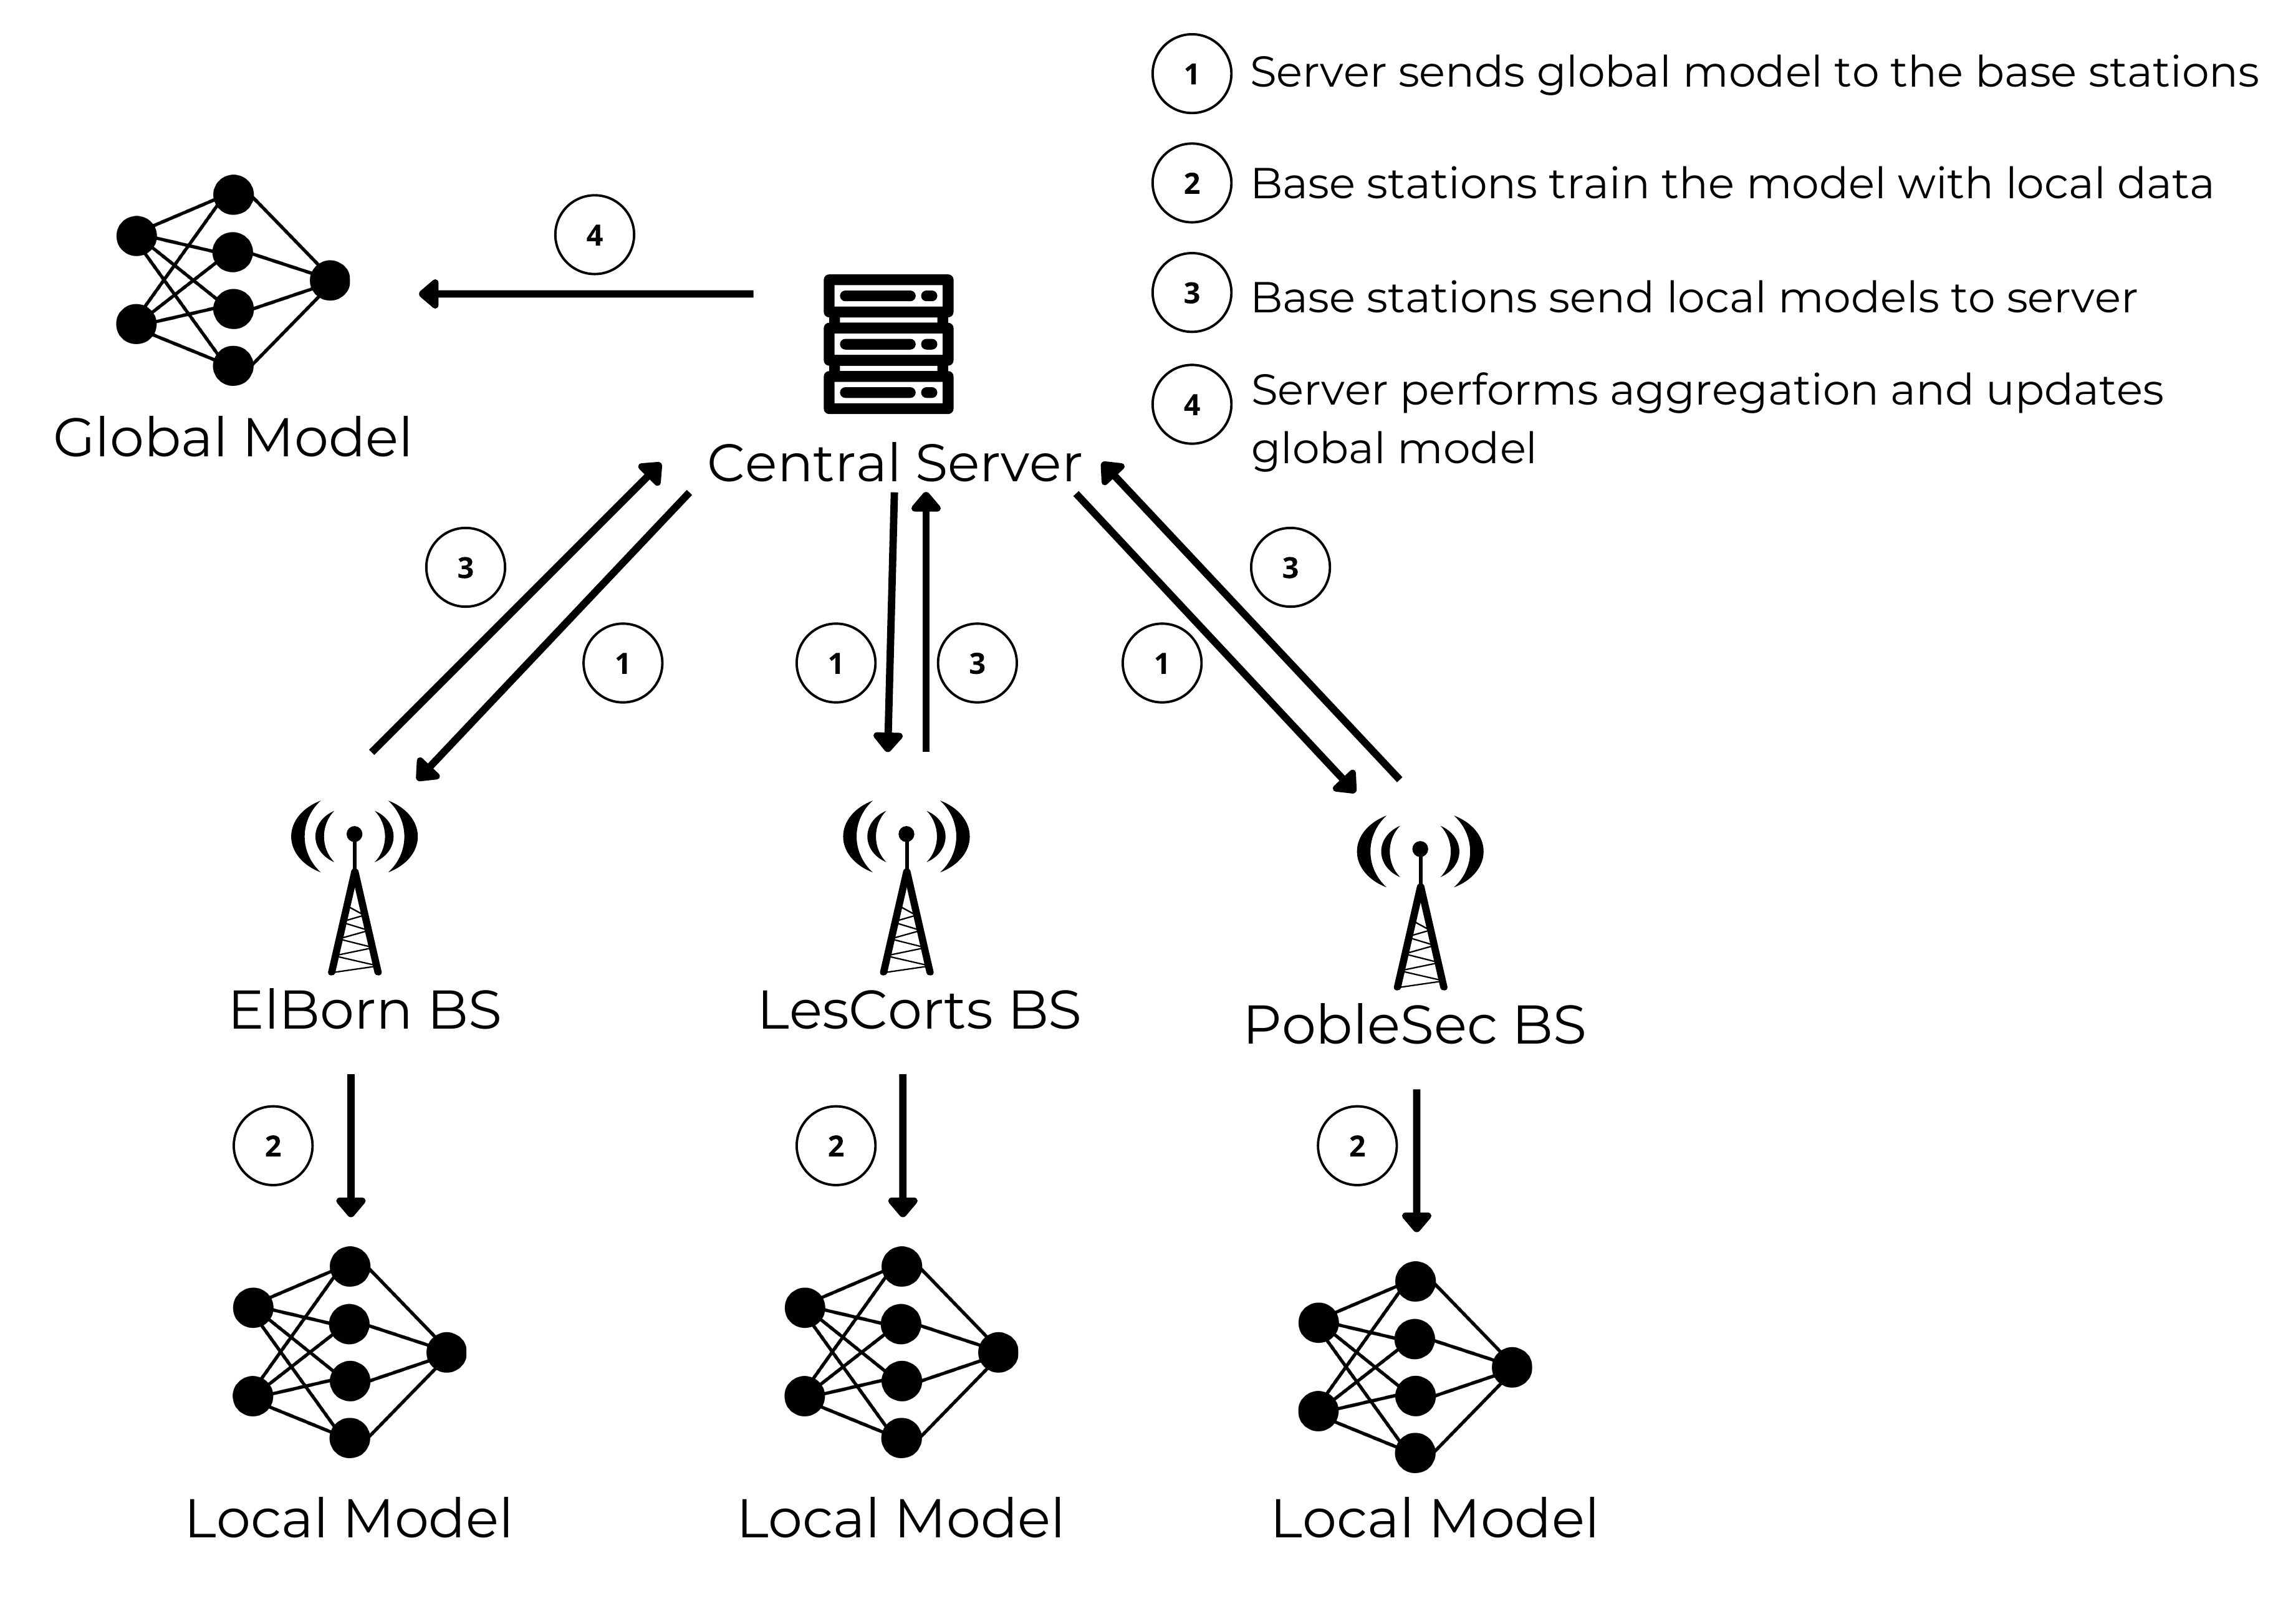 1 Server sends global model to the base stations
2 Base stations train the model with local data
3 Base stations send local models to server
4 Server performs aggregation and updates
global model
4
Global Model
Central Server
3
3
1
1
3
1
ElBorn BS
LesCorts BS
PobleSec BS
2
2
2
Local Model
Local Model
Local Model